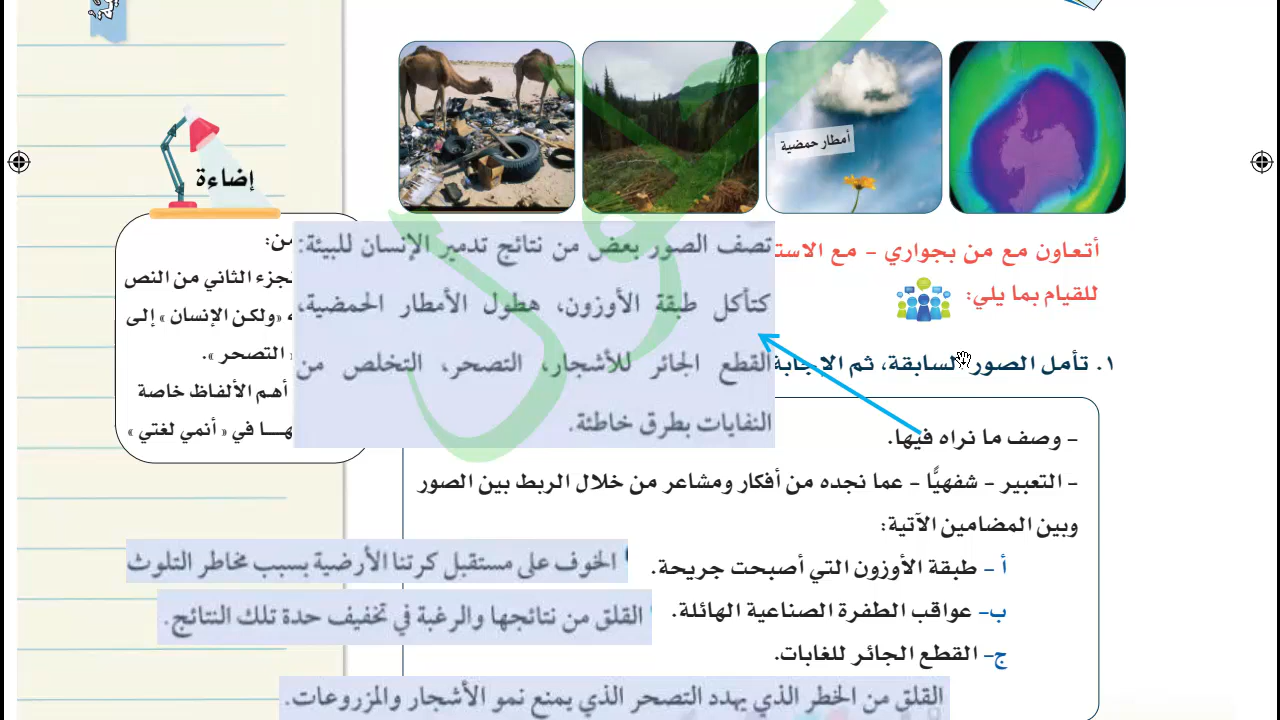 أمطار حمضية
أتعاون مع من بجواري - مع الاست
للقيام بما يلي:
١. تأمل الصور السابقة، ثم الإجابة
تصف الصور بعض من نتائج تدمير الإنسان للبيئة:
كتأكل طبقة الأوزون، هطول الأمطار الحمضية،
القطع الجائر للأشجار، التصحر، التخلص من
النفايات بطرق خاطئة.
- وصف ما نراه فيها.
- التعبير - شفهيًّا - عما نجده من أفكار ومشاعر من خلال الربط بين الصور
وبين المضامين الآتية:
أ- طبقة الأوزون التي أصبحت جريحة.
الخوف على مستقبل كرتنا الأرضية بسبب مخاطر التلوث
ب- عواقب الطفرة الصناعية الهائلة.
القلق من نتائجها والرغبة في تخفيف حدة تلك النتائج.
ج- القطع الجائر للغابات.
القلق من الخطر الذي يهدد التصحر الذي يمنع نمو الأشجار والمزروعات.
إضاءة
من:
لجزء الثاني من النص
ه «ولكن الإنسان» إلى
«التصحر».
أهم الألفاظ خاصة
هـا في «أنمي لغتي»